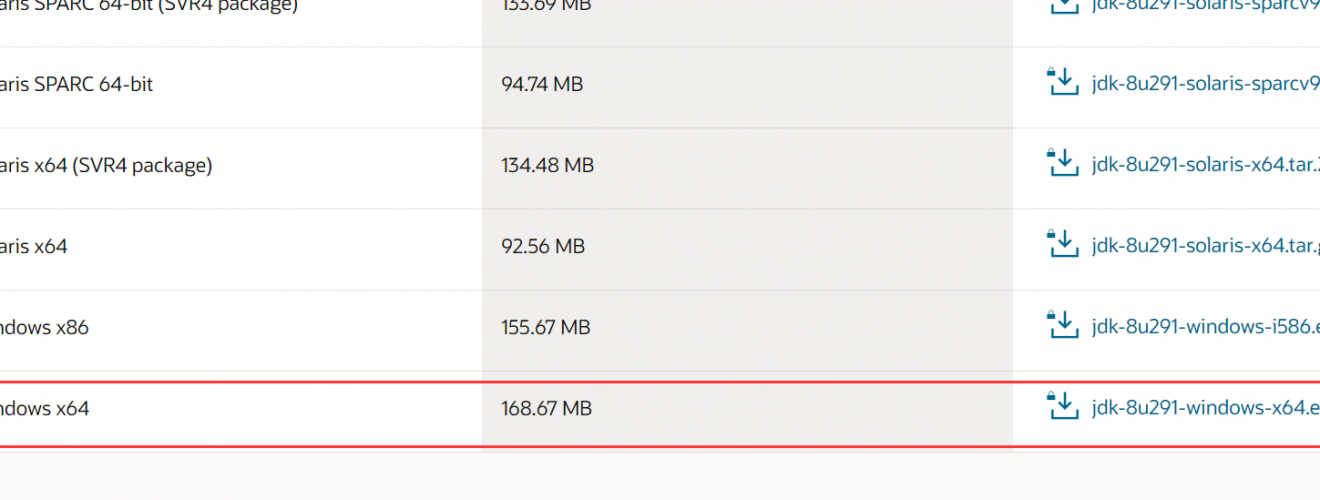 aris SPARC 64-bit (SVR4 package) 133.69 MB jdk-8u291-solaris-sparcv9
aris SPARC 64-bit 94.74 MB jdk-8u291-solaris-sparcv9
aris x64 (SVR4 package) 134.48 MB jdk-8u291-solaris-x64.tar.Z
aris x64 92.56 MB jdk-8u291-solaris-x64.tar.g
ndows x86 155.67 MB jdk-8u291-windows-i586.e
ndows x64 168.67 MB jdk-8u291-windows-x64.e